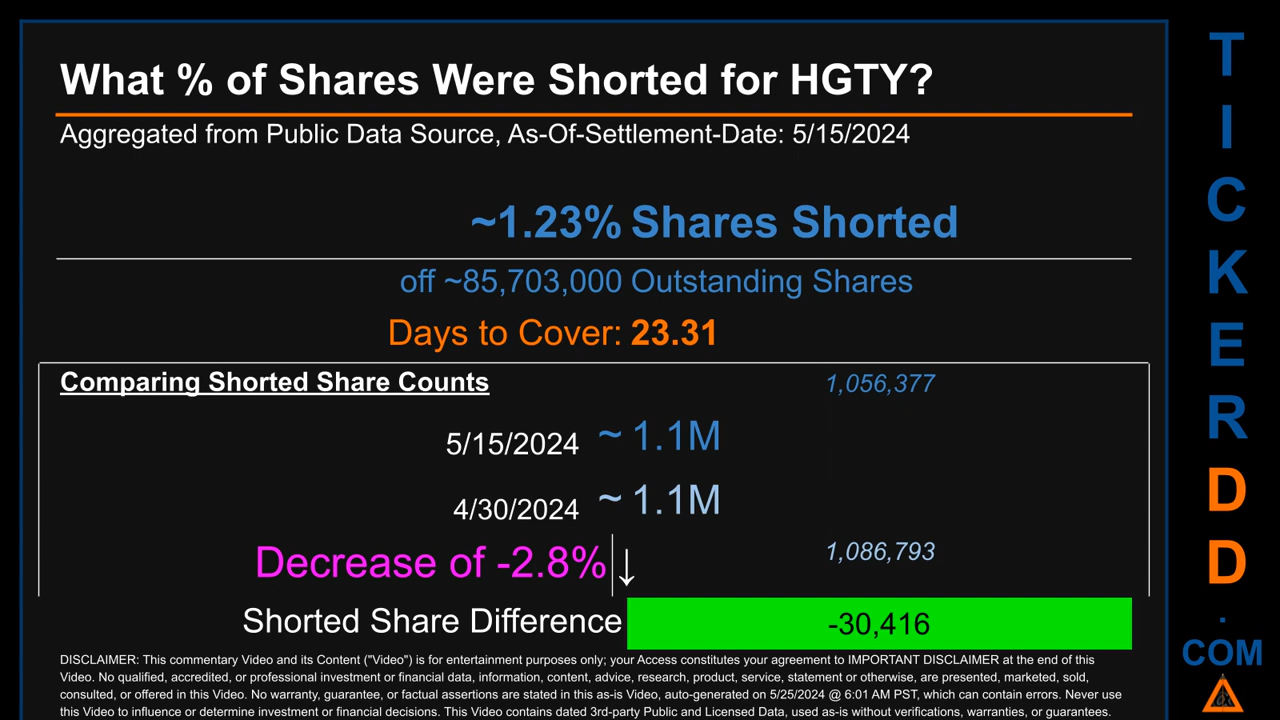 What % of Shares Were Shorted for HGTY?
Aggregated from Public Data Source, As-Of-Settlement-Date: 5/15/2024
~1.23% Shares Shorted
off ~85,703,000 Outstanding Shares
Days to Cover: 23.31
Comparing Shorted Share Counts
1,056,377
5/15/2024 ~ 1.1M
4/30/2024 ~ 1.1M
Decrease of -2.8% ↓
1,086,793
Shorted Share Difference -30,416
DISCLAIMER: This commentary Video and its Content ("Video") is for entertainment purposes only; your Access constitutes your agreement to IMPORTANT DISCLAIMER at the end of this
Video. No qualified, accredited, or professional investment or financial data, information, content, advice, research, product, service, statement or otherwise, are presented, marketed, sold,
consulted, or offered in this Video. No warranty, guarantee, or factual assertions are stated in this as-is Video, auto-generated on 5/25/2024 @ 6:01 AM PST, which can contain errors. Never use
this Video to influence or determine investment or financial decisions. This Video contains dated 3rd-party Public and Licensed Data, used as-is without verifications, warranties, or guarantees.
T
I
C
K
E
R
D
D
.
COM